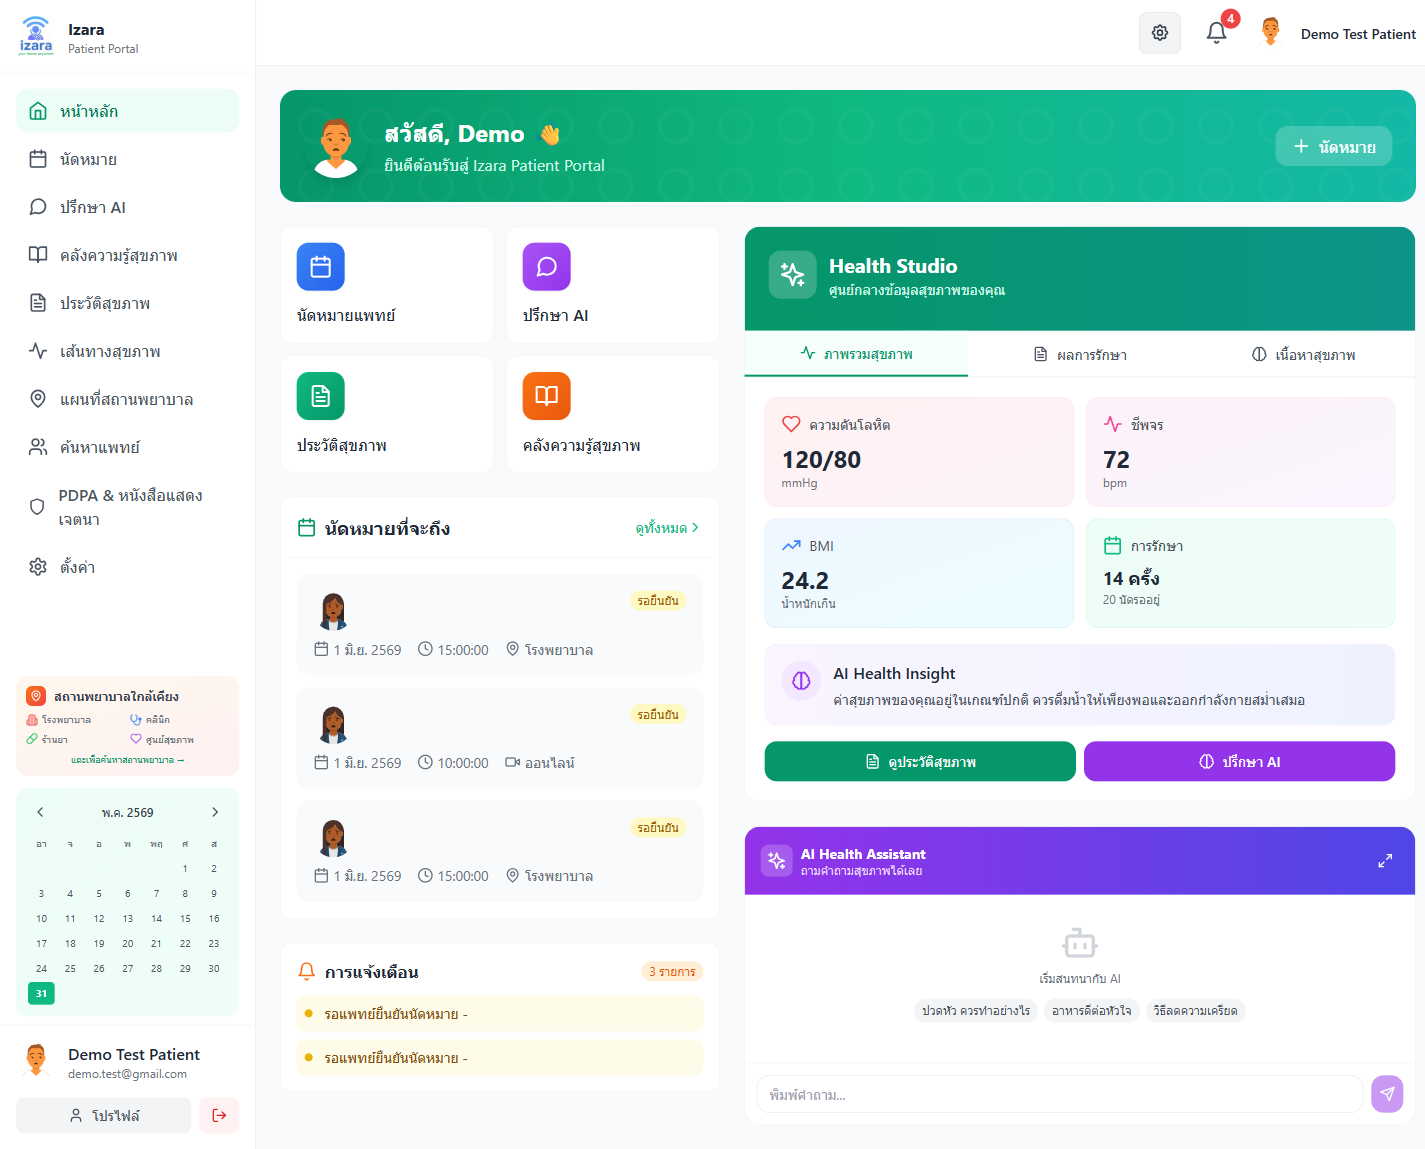 izara
Izara
Patient Portal
4
Demo Test Patient
หน้าหลัก
นัดหมาย
ปรึกษา AI
คลังความรู้สุขภาพ
ประวัติสุขภาพ
เส้นทางสุขภาพ
แผนที่สถานพยาบาล
ค้นหาแพทย์
PDPA & หนังสือแสดง
เจตนา
ตั้งค่า
สถานพยาบาลใกล้เคียง
โรงพยาบาล
คลินิก
ร้านยา
ศูนย์สุขภาพ
แตะเพื่อค้นหาสถานพยาบาล →
พ.ค. 2569
อา จ อ พ พฤ ศ ส
1 2
3 4 5 6 7 8 9
10 11 12 13 14 15 16
17 18 19 20 21 22 23
24 25 26 27 28 29 30
31
Demo Test Patient
demo.test@gmail.com
โปรไฟล์
สวัสดี, Demo 👋
ยินดีต้อนรับสู่ Izara Patient Portal
+ นัดหมาย
นัดหมายแพทย์
ปรึกษา AI
ประวัติสุขภาพ
คลังความรู้สุขภาพ
นัดหมายที่จะถึง
ดูทั้งหมด >
รอยืนยัน
1 มิ.ย. 2569 15:00:00 โรงพยาบาล
รอยืนยัน
1 มิ.ย. 2569 10:00:00 ออนไลน์
รอยืนยัน
1 มิ.ย. 2569 15:00:00 โรงพยาบาล
การแจ้งเตือน
3 รายการ
รอแพทย์ยืนยันนัดหมาย -
รอแพทย์ยืนยันนัดหมาย -
Health Studio
ศูนย์กลางข้อมูลสุขภาพของคุณ
ภาพรวมสุขภาพ
ผลการรักษา
เนื้อหาสุขภาพ
ความดันโลหิต
120/80
mmHg
ชีพจร
72
bpm
BMI
24.2
น้ำหนักเกิน
การรักษา
14 ครั้ง
20 นัดรออยู่
AI Health Insight
ค่าสุขภาพของคุณอยู่ในเกณฑ์ปกติ ควรดื่มน้ำให้เพียงพอและออกกำลังกายสม่ำเสมอ
ดูประวัติสุขภาพ
ปรึกษา AI
AI Health Assistant
ถามคำถามสุขภาพได้เลย
เริ่มสนทนากับ AI
ปวดหัว ควรทำอย่างไร
อาหารดีต่อหัวใจ
วิธีลดความเครียด
พิมพ์คำถาม...